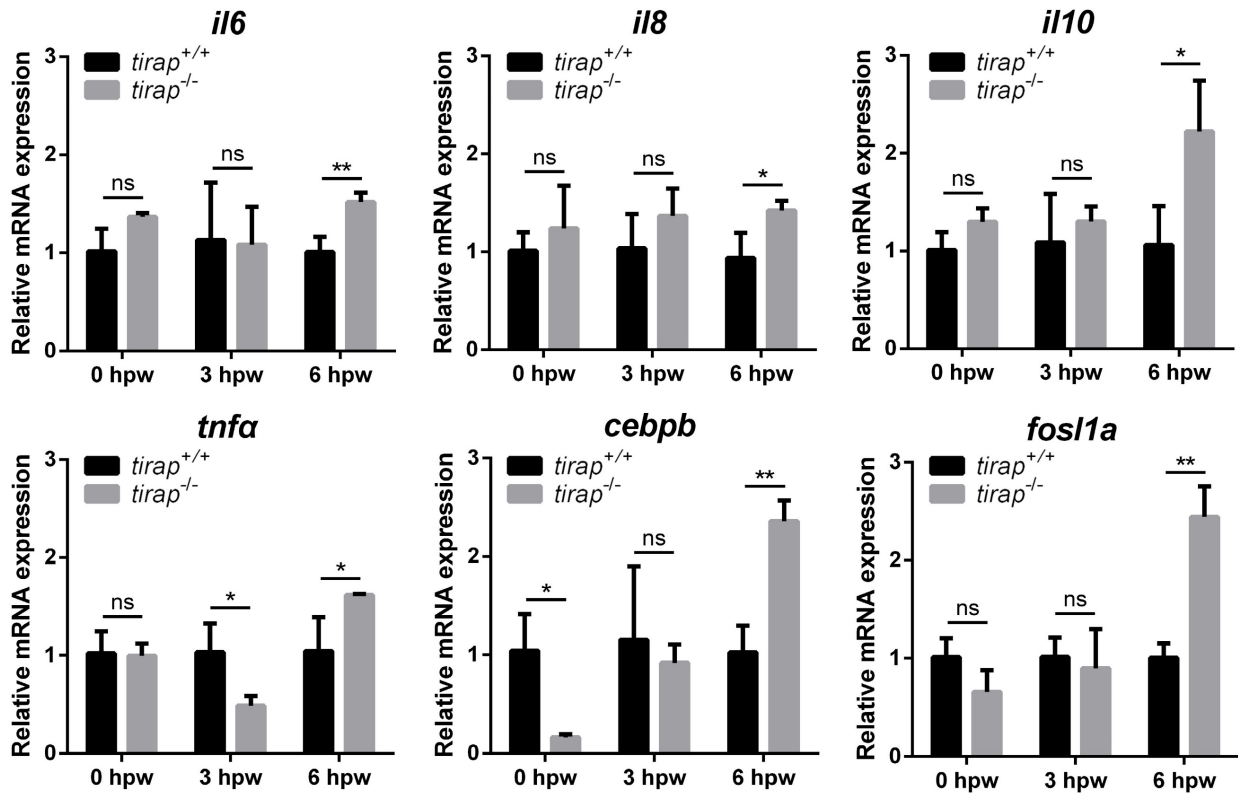 il6
Relative mRNA expression
3
2
1
0
tirap+/+
tirap-/-
ns
ns
**
0 hpw 3 hpw 6 hpw
il8
Relative mRNA expression
3
2
1
0
tirap+/+
tirap-/-
ns
ns
*
0 hpw 3 hpw 6 hpw
il10
Relative mRNA expression
3
2
1
0
tirap+/+
tirap-/-
ns
ns
*
0 hpw 3 hpw 6 hpw
tnfα
Relative mRNA expression
3
2
1
0
tirap+/+
tirap-/-
ns
*
*
0 hpw 3 hpw 6 hpw
cebpb
Relative mRNA expression
3
2
1
0
tirap+/+
tirap-/-
*
ns
**
0 hpw 3 hpw 6 hpw
fosl1a
Relative mRNA expression
3
2
1
0
tirap+/+
tirap-/-
ns
ns
**
0 hpw 3 hpw 6 hpw